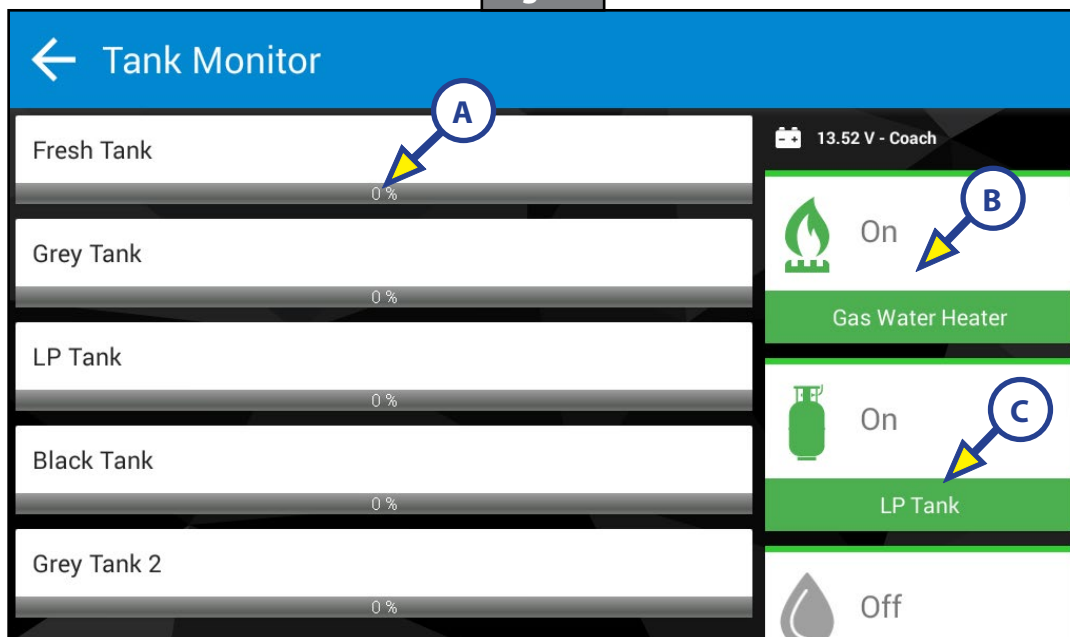 Tank Monitor
A
Fresh Tank
0 %
Grey Tank
0 %
LP Tank
0 %
Black Tank
0 %
Grey Tank 2
0 %
13.52 V - Coach
B
On
Gas Water Heater
C
On
LP Tank
Off